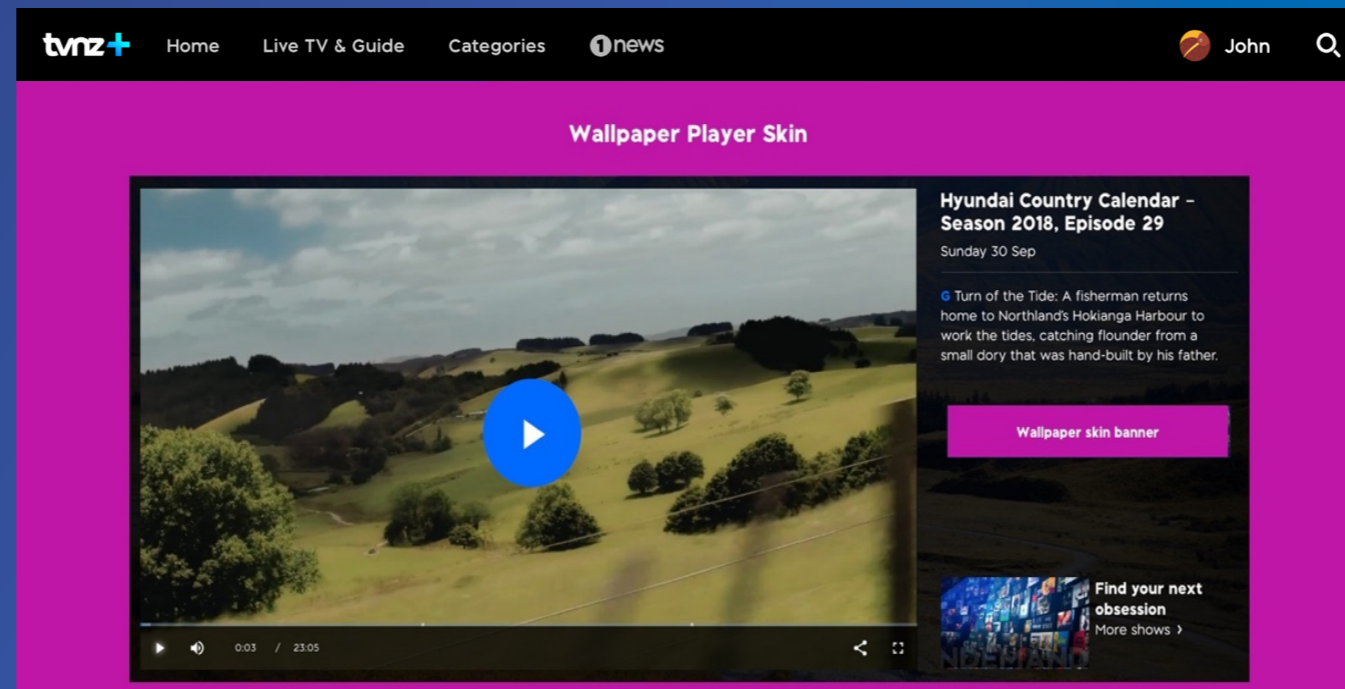 tvnz+ Home Live TV & Guide Categories 1news John
Wallpaper Player Skin
Hyundai Country Calendar –
Season 2018, Episode 29
Sunday 30 Sep
G Turn of the Tide: A fisherman returns
home to Northland's Hokianga Harbour to
work the tides, catching flounder from a
small dory that was hand-built by his father.
Wallpaper skin banner
Find your next
obsession
More shows >
NDEMAND
0:03 / 23:05